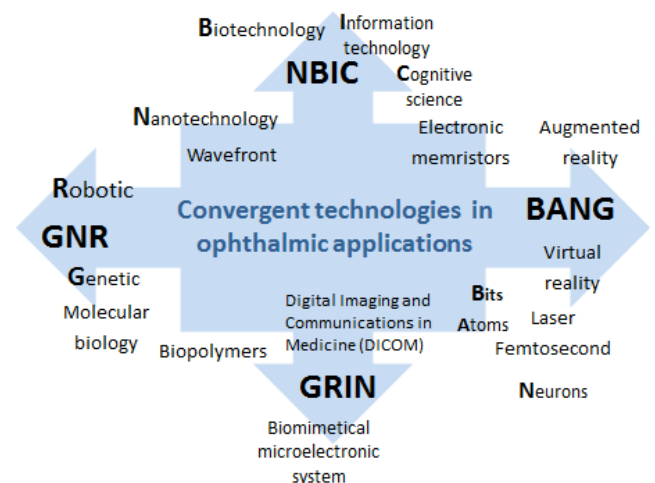 Biotechnology
Information
technology
NBIC
Cognitive
science
Nanotechnology
Wavefront
Electronic
memristors
Augmented
reality
Robotic
GNR
Convergent technologies in
ophthalmic applications
BANG
Genetic
Molecular
biology
Virtual
reality
Biopolymers
Digital Imaging and
Communications in
Medicine (DICOM)
Bits
Atoms
Laser
Femtosecond
GRIN
Neurons
Biomimetical
microelectronic
system